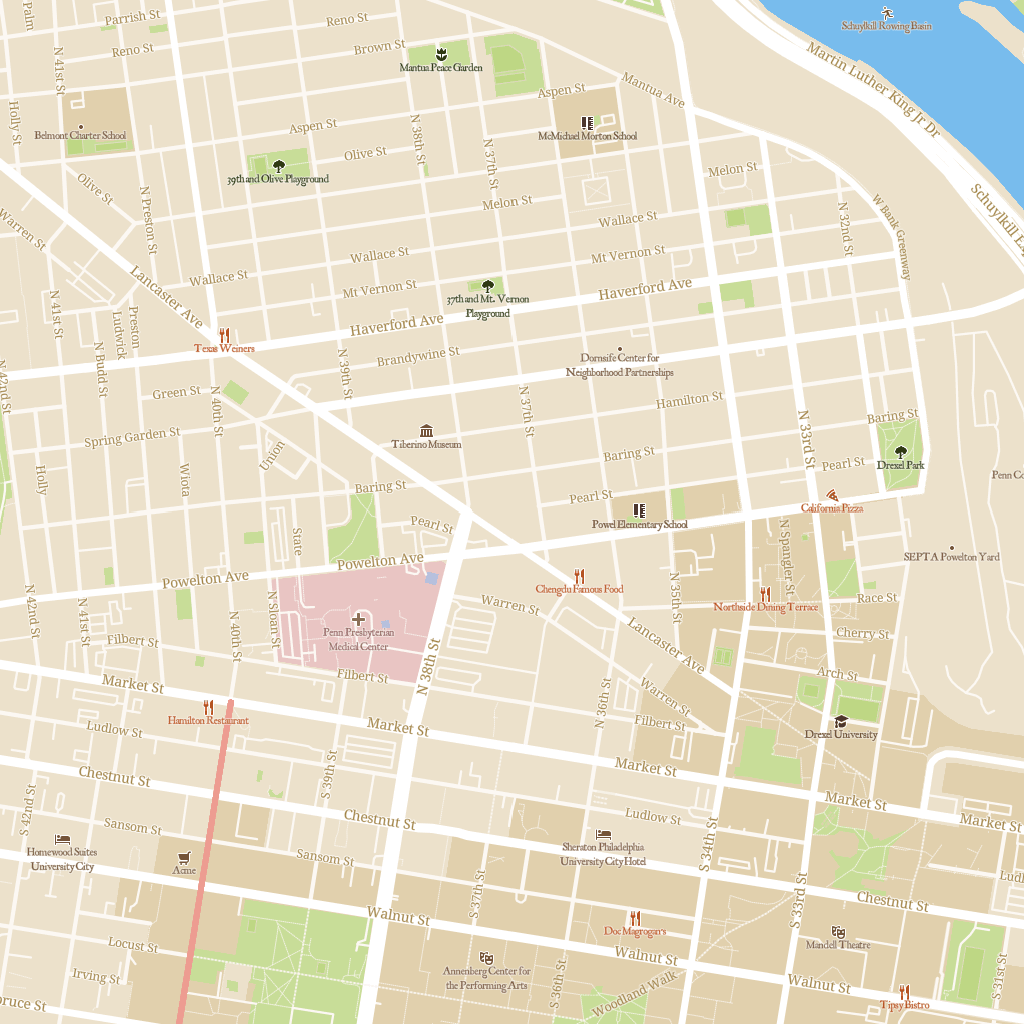 Parrish St
Reno St
Schuylkill Rowing Basin
Palm
Reno St
Brown St
Martin Luther King Jr Dr
N 41st St
Mantua Peace Garden
Mantua Ave
Aspen St
Holly St
Belmont Charter School
Aspen St
N 38th St
McMichael Morton School
Olive St
N 37th St
39th and Olive Playground
Melon St
Olive St
N Preston St
Melon St
Wallace St
N 32nd St
W Bank Greenway
Schuylkill
Warren St
Wallace St
Mt Vernon St
Lancaster Ave
Wallace St
Mt Vernon St
37th and Mt. Vernon
Playground
Haverford Ave
N 41st St
Preston
Ludwick
Haverford Ave
Texas Weiners
N Budd St
N 39th St
Brandywine St
Dornsife Center for
Neighborhood Partnerships
N 42nd St
Green St
N 40th St
N 37th St
Hamilton St
Baring St
N 33rd St
Spring Garden St
Tiberino Museum
Union
Baring St
Pearl St
Drexel Park
Holly
Wiota
Baring St
Pearl St
Penn Co
California Pizza
Pearl St
Powel Elementary School
State
N Spangler St
SEPTA Powelton Yard
Powelton Ave
Powelton Ave
Chengdu Famous Food
N 35th St
Northside Dining Terrace
Race St
N 42nd St
N 41st St
N Sloan St
Warren St
Penn Presbyterian
Medical Center
Lancaster Ave
Cherry St
Filbert St
N 40th St
N 38th St
Arch St
Market St
Filbert St
Warren St
N 36th St
Hamilton Restaurant
Filbert St
Drexel University
Ludlow St
Market St
N 39th St
Market St
Chestnut St
Market St
Market St
S 42nd St
Sansom St
Chestnut St
Ludlow St
S 34th St
Homewood Suites
University City
Acme
Sansom St
Sheraton Philadelphia
University City Hotel
Ludl
S 37th St
S 33rd St
Chestnut St
Walnut St
Doc Magrogan's
Mandell Theatre
Locust St
Walnut St
Irving St
Annenberg Center for
the Performing Arts
S 36th St
Woodland Walk
Walnut St
S 31st St
pruce St
Tipsy Bistro